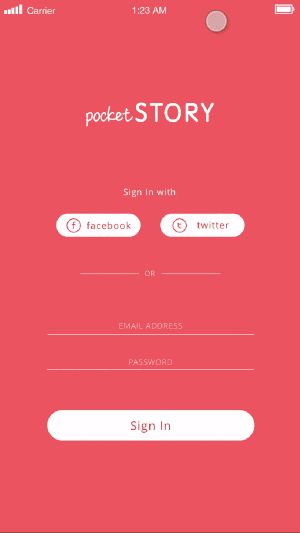 Carrier 1:23 AM
pocket STORY
Sign In with
facebook twitter
OR
EMAIL ADDRESS
PASSWORD
Sign In